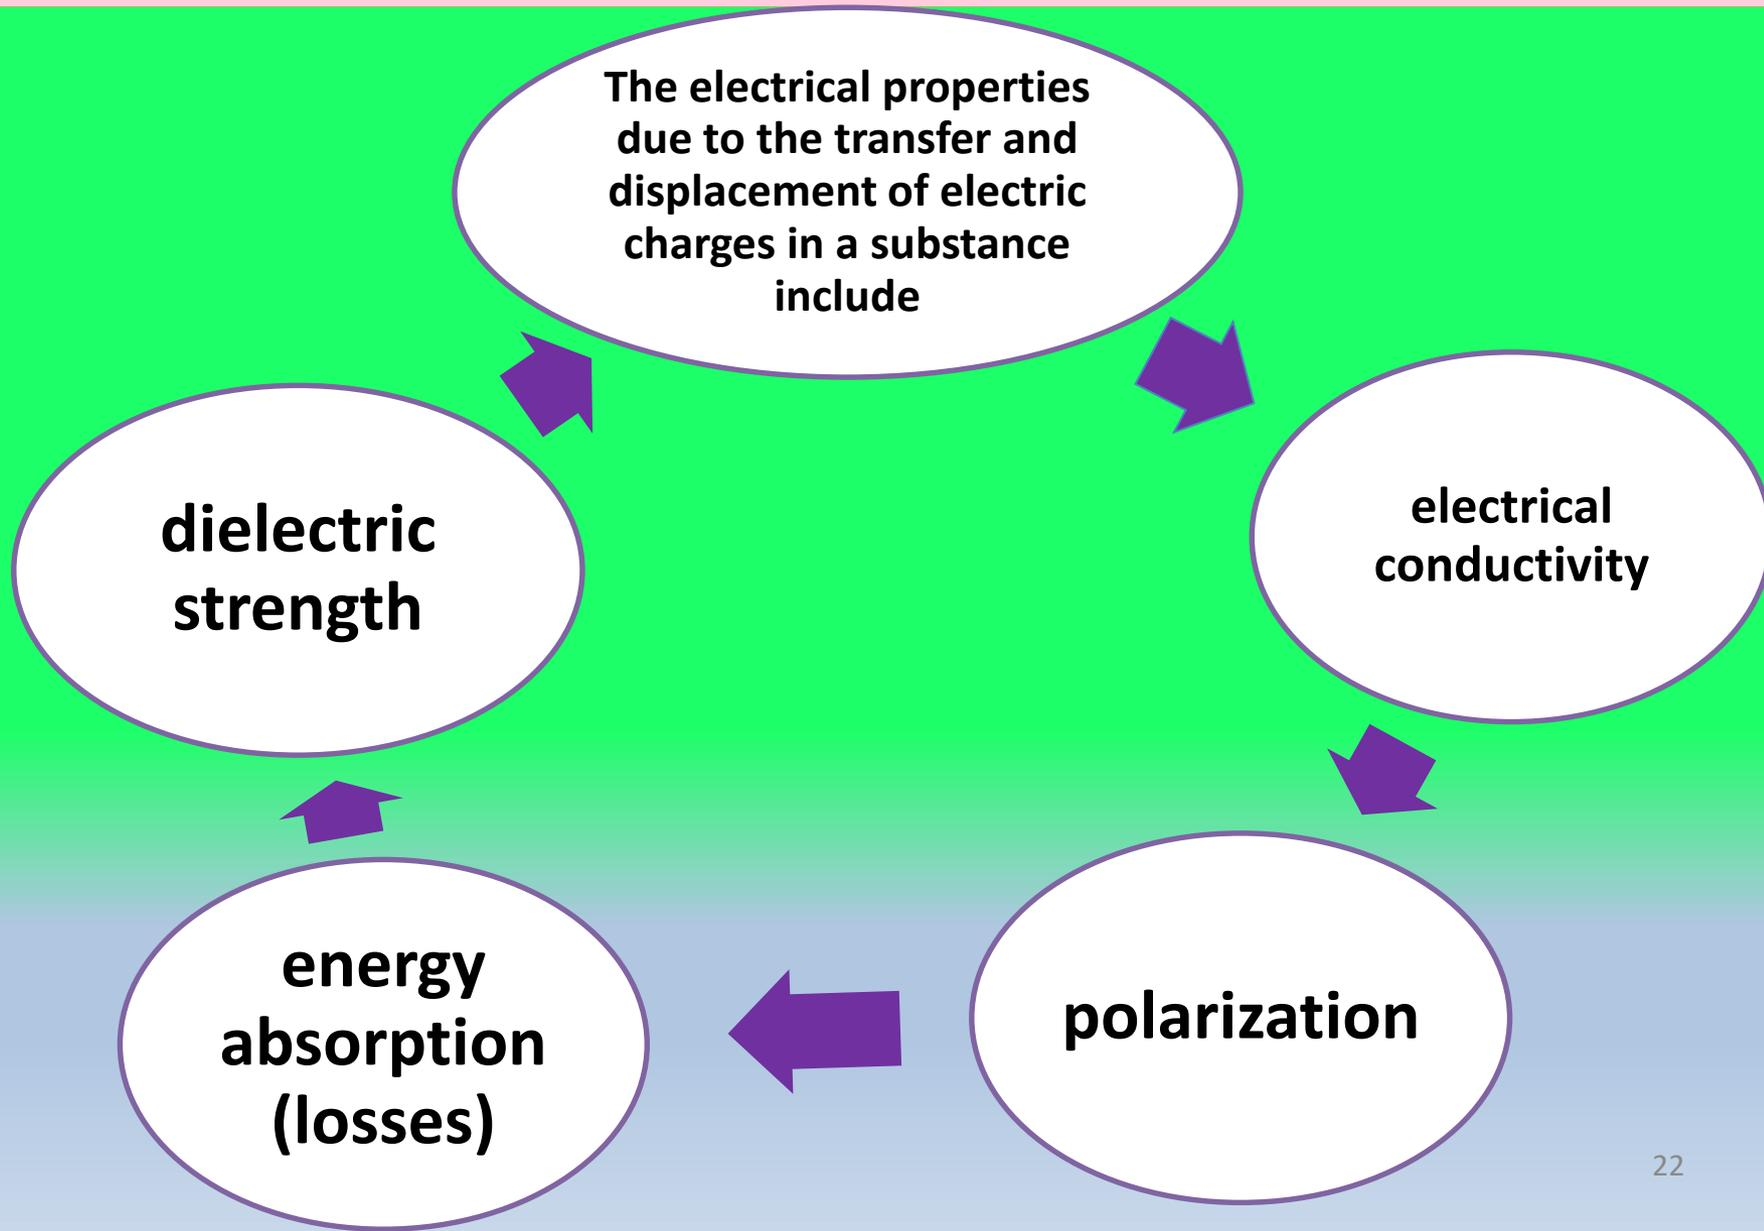 The electrical properties
due to the transfer and
displacement of electric
charges in a substance
include
electrical
conductivity
polarization
energy
absorption
(losses)
dielectric
strength
22